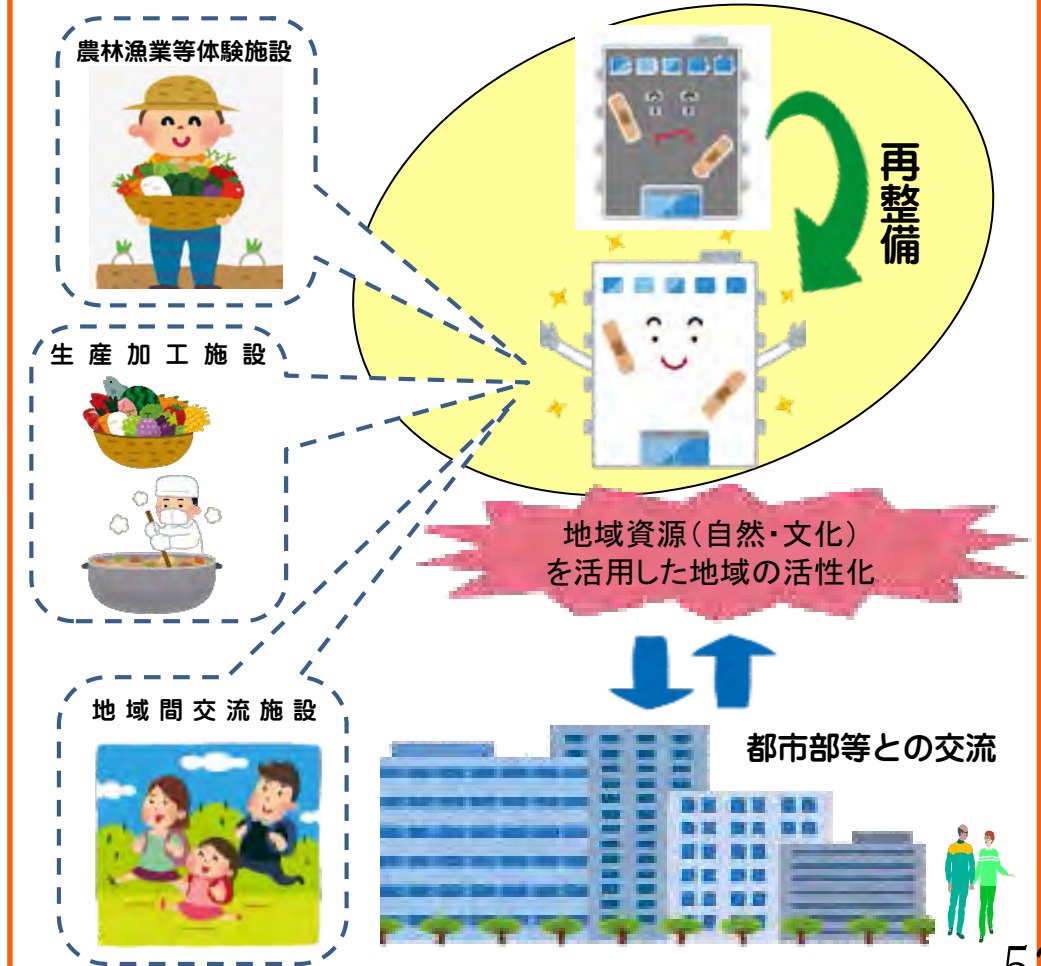 農林漁業等体験施設
再整備
生産加工施設
地域資源(自然・文化)
を活用した地域の活性化
地域間交流施設
都市部等との交流